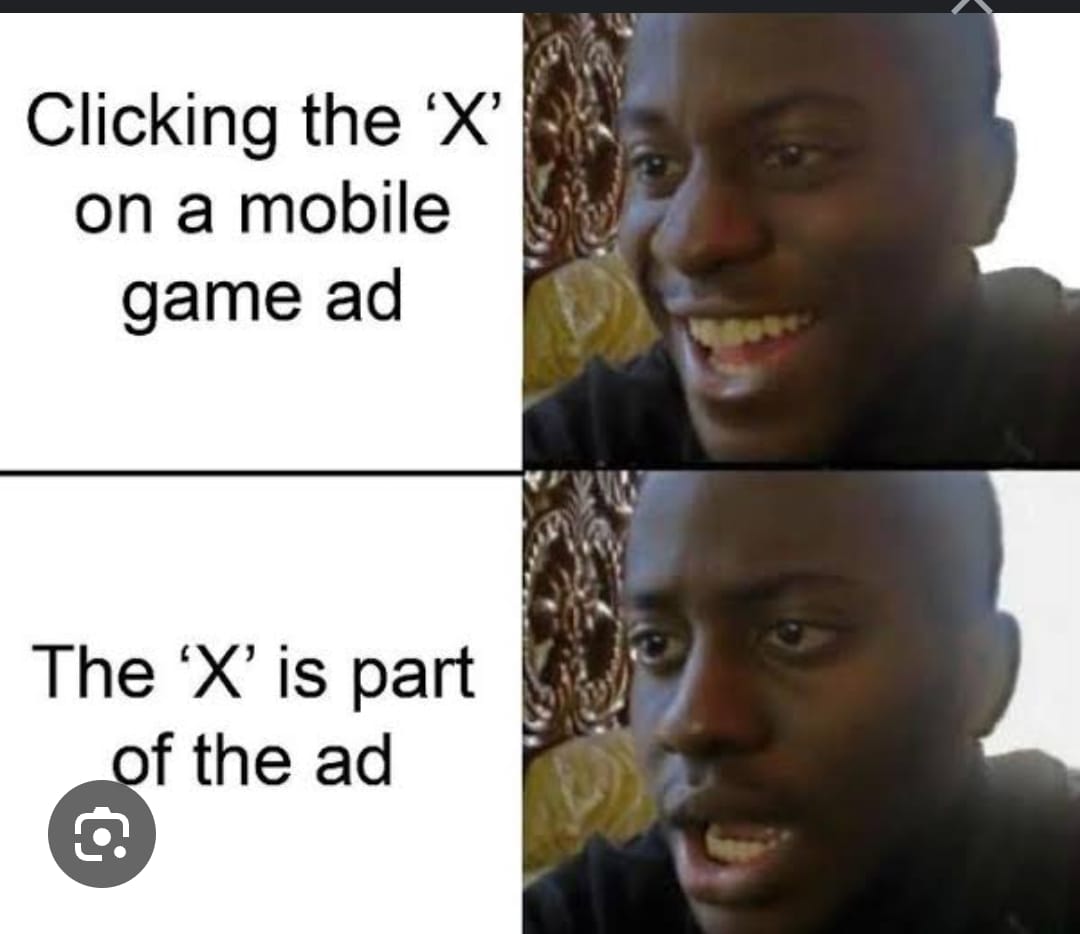 Clicking the ‘X’
on a mobile
game ad
The ‘X’ is part
of the ad